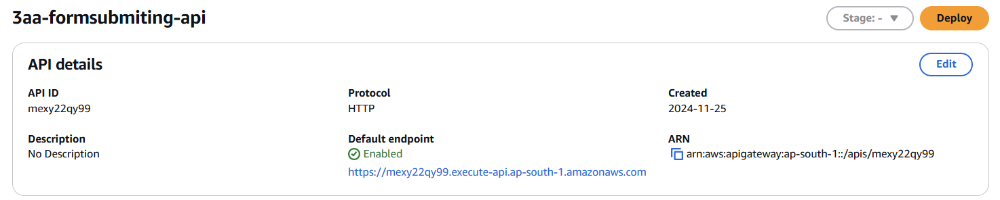 3aa-formsubmiting-api
Stage: -
Deploy
API details
Edit
API ID
mexy22qy99
Protocol
HTTP
Created
2024-11-25
Description
No Description
Default endpoint
Enabled
https://mexy22qy99.execute-api.ap-south-1.amazonaws.com
ARN
arn:aws:apigateway:ap-south-1::/apis/mexy22qy99